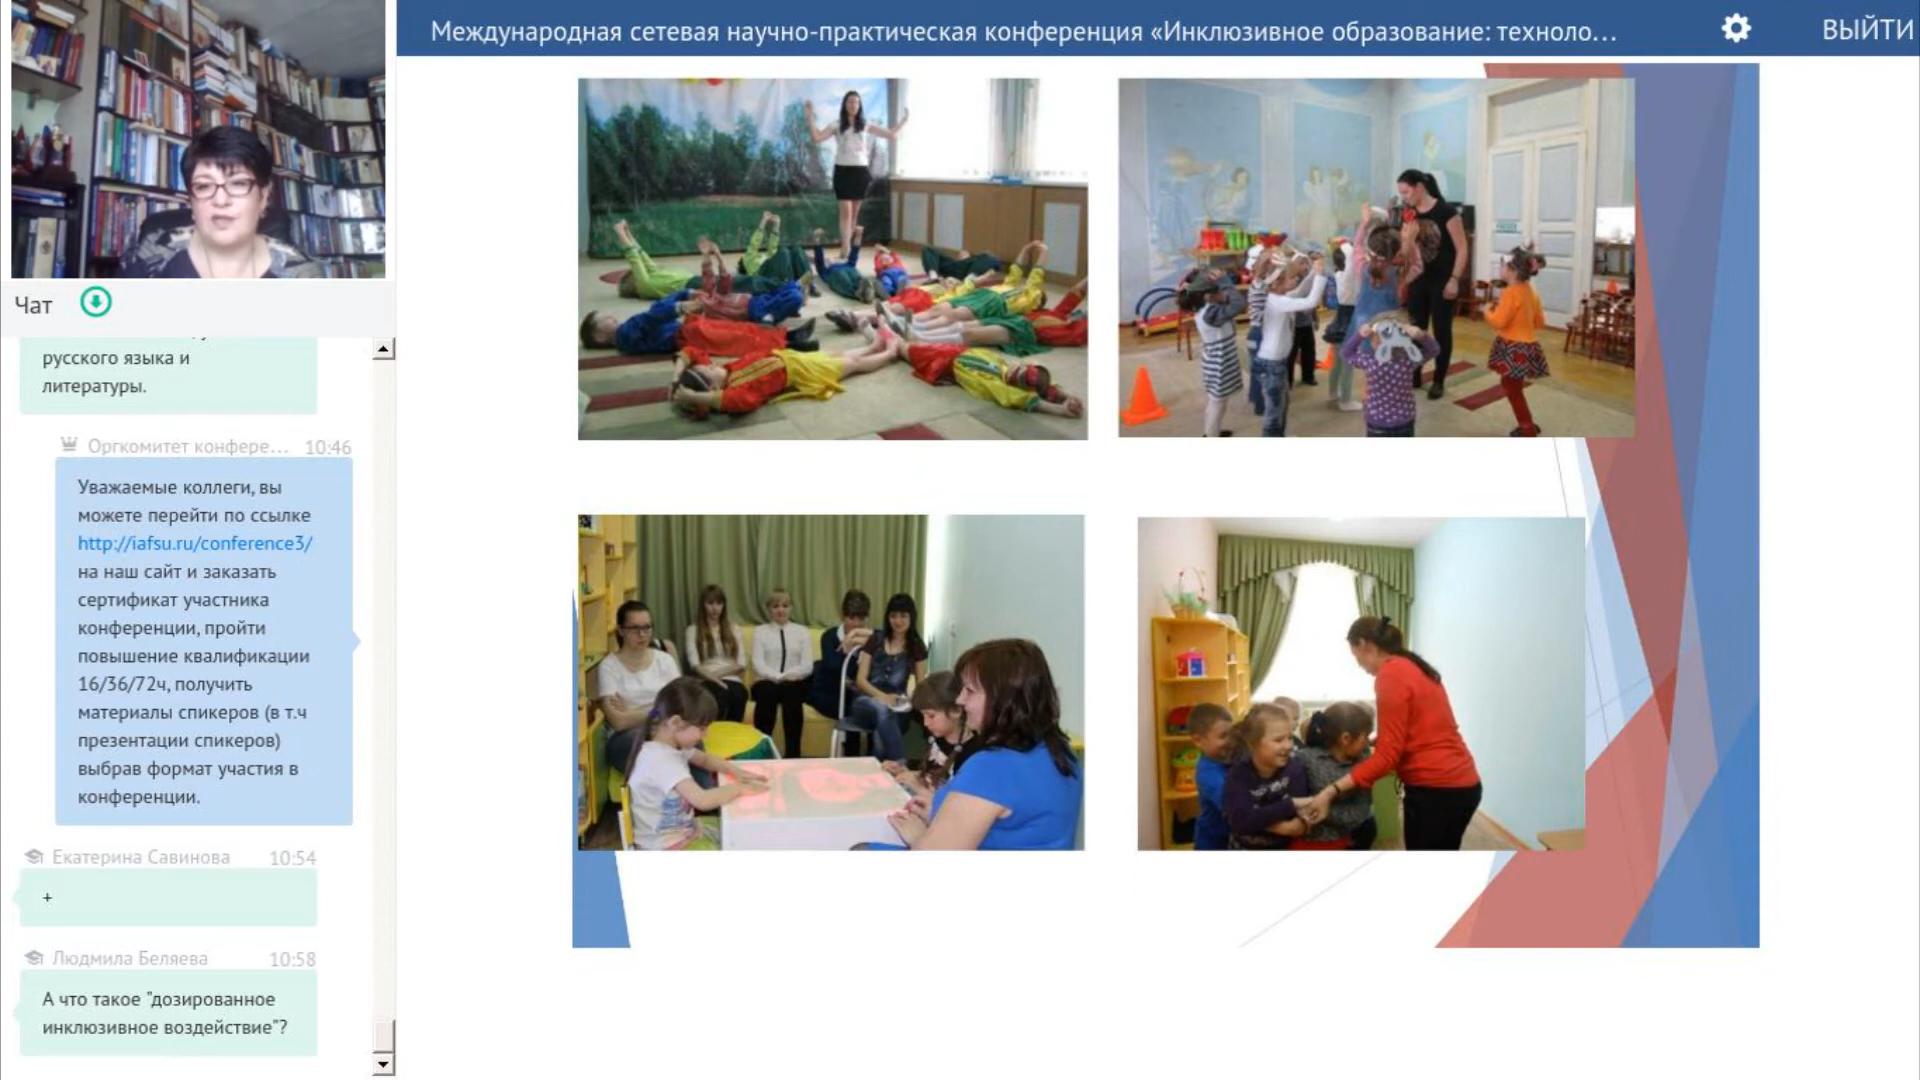 Международная сетевая научно-практическая конференция «Инклюзивное образование: техноло...
ВЫЙТИ
Чат
русского языка и
литературы.
Оргкомитет конфере... 10:46
Уважаемые коллеги, вы
можете перейти по ссылке
http://iafsu.ru/conference3/
на наш сайт и заказать
сертификат участника
конференции, пройти
повышение квалификации
16/36/72ч, получить
материалы спикеров (в т.ч
презентации спикеров)
выбрав формат участия в
конференции.
Екатерина Савинова 10:54
+
Людмила Беляева 10:58
А что такое "дозированное
инклюзивное воздействие"?